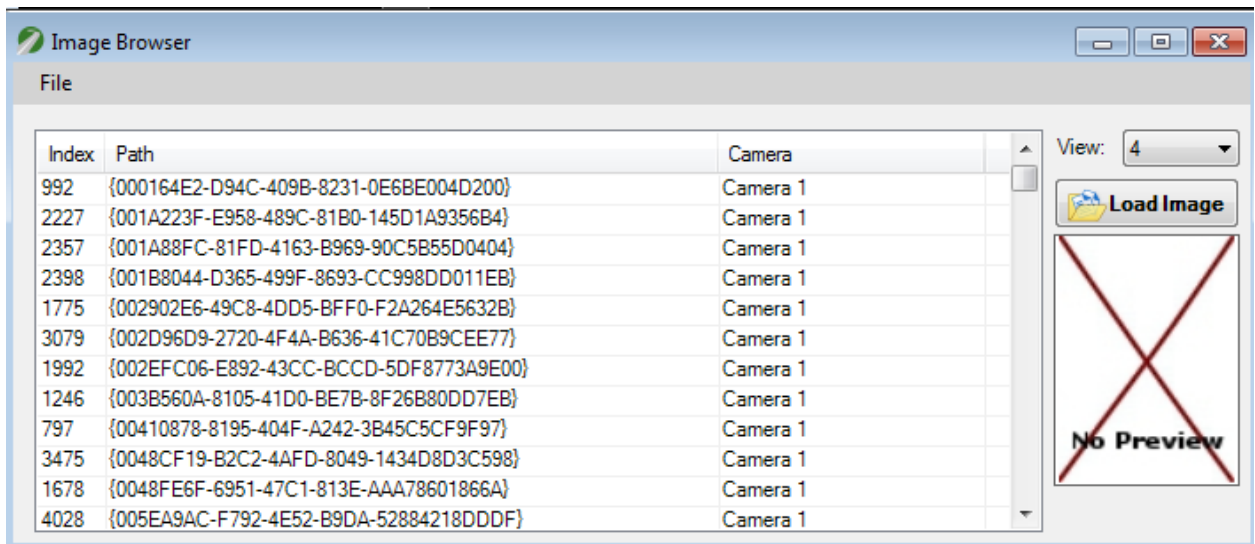 Image Browser
File
Index Path Camera
992 {000164E2-D94C-409B-8231-0E6BE004D200} Camera 1
2227 {001A223F-E958-489C-81B0-145D1A9356B4} Camera 1
2357 {001A88FC-81FD-4163-B969-90C5B55D0404} Camera 1
2398 {001B8044-D365-499F-8693-CC998DD011EB} Camera 1
1775 {002902E6-49C8-4DD5-BFF0-F2A264E5632B} Camera 1
3079 {002D96D9-2720-4F4A-B636-41C70B9CEE77} Camera 1
1992 {002EFC06-E892-43CC-BCCD-5DF8773A9E00} Camera 1
1246 {003B560A-8105-41D0-BE7B-8F26B80DD7EB} Camera 1
797 {00410878-8195-404F-A242-3B45C5CF9F97} Camera 1
3475 {0048CF19-B2C2-4AFD-8049-1434D8D3C598} Camera 1
1678 {0048FE6F-6951-47C1-813E-AAA78601866A} Camera 1
4028 {005EA9AC-F792-4E52-B9DA-52884218DDDF} Camera 1
View: 4
Load Image
No Preview